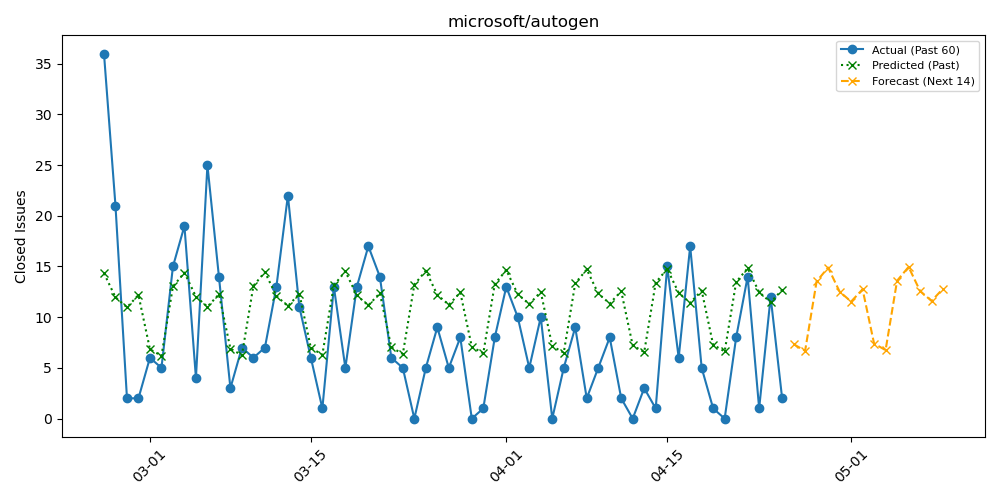 microsoft/autogen
Actual (Past 60)
Predicted (Past)
Forecast (Next 14)
Closed Issues
35
30
25
20
15
10
5
0
03-01
03-15
04-01
04-15
05-01